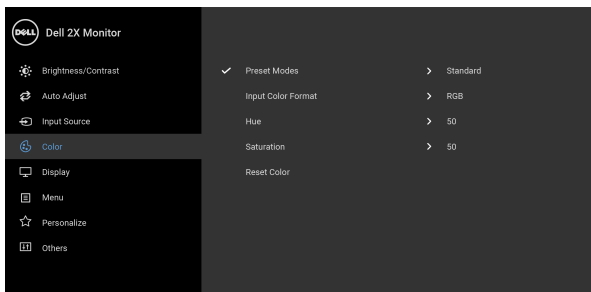 DELL Dell 2X Monitor
Brightness/Contrast
Auto Adjust
Input Source
Color
Display
Menu
Personalize
Others
Preset Modes Standard
Input Color Format RGB
Hue 50
Saturation 50
Reset Color